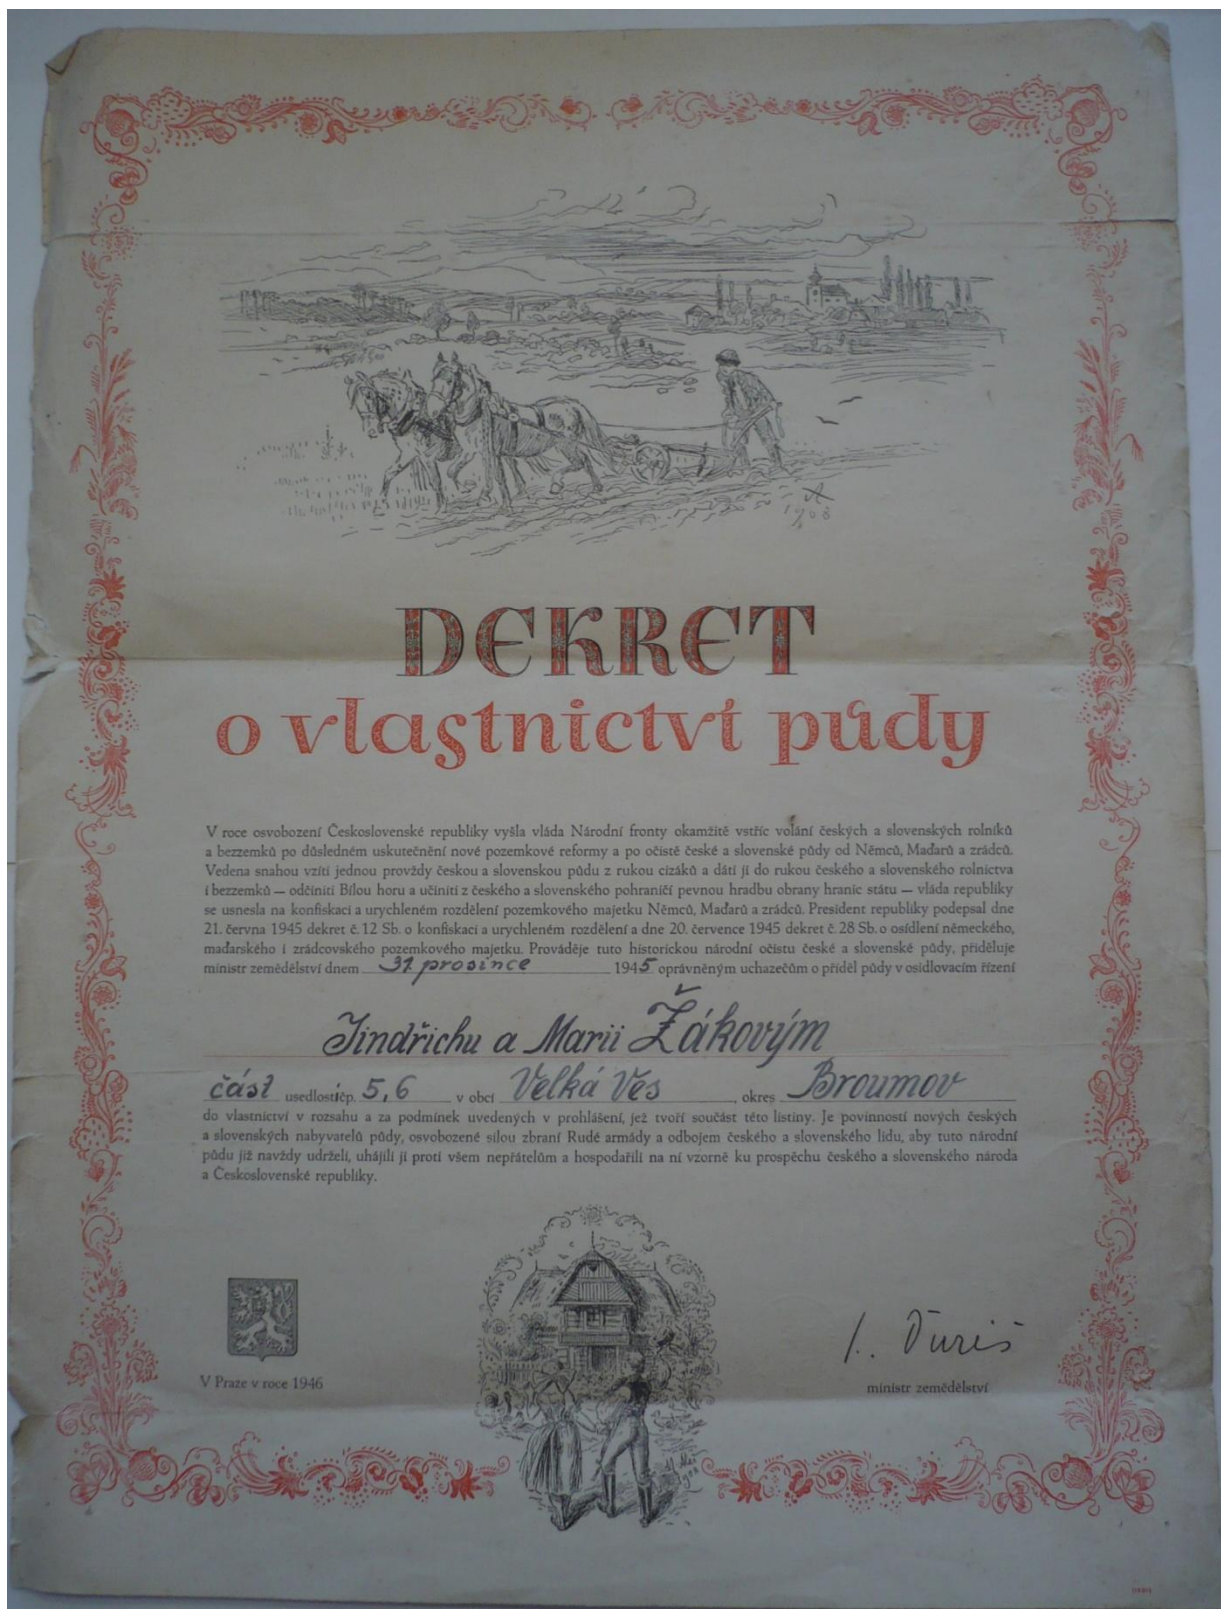 1908
DEKRET
o vlastnictví půdy
V roce osvobození Československé republiky vyšla vláda Národní fronty okamžitě vstříc volání českých a slovenských rolníků
a bezzemků po důsledném uskutečnění nové pozemkové reformy a po očistě české a slovenské půdy od Němců, Maďarů a zrádců.
Vedena snahou vzíti jednou provždy českou a slovenskou půdu z rukou cizáků a dáti ji do rukou českého a slovenského rolnictva
i bezzemků — odčiniti Bílou horu a učiniti z českého a slovenského pohraničí pevnou hradbu obrany hranic státu — vláda republiky
se usnesla na konfiskaci a urychleném rozdělení pozemkového majetku Němců, Maďarů a zrádců. President republiky podepsal dne
21. června 1945 dekret č. 12 Sb. o konfiskaci a urychleném rozdělení a dne 20. července 1945 dekret č. 28 Sb. o osídlení německého,
maďarského i zrádcovského pozemkového majetku. Prováděje tuto historickou národní očistu české a slovenské půdy, přiděluje
ministr zemědělství dnem 31 prosince 1945 oprávněným uchazečům o příděl půdy v osidlovacím řízení
Jindřichu a Marii Žákovým
část usedlosti čp. 5,6 v obci Velká Ves, okres Broumov
do vlastnictví v rozsahu a za podmínek uvedených v prohlášení, jež tvoří součást této listiny. Je povinností nových českých
a slovenských nabyvatelů půdy, osvobozené silou zbraní Rudé armády a odbojem českého a slovenského lidu, aby tuto národní
půdu již navždy udrželi, uhájili ji proti všem nepřátelům a hospodařili na ní vzorně ku prospěchu českého a slovenského národa
a Československé republiky.
J. Ďuriš
V Praze v roce 1946
ministr zemědělství